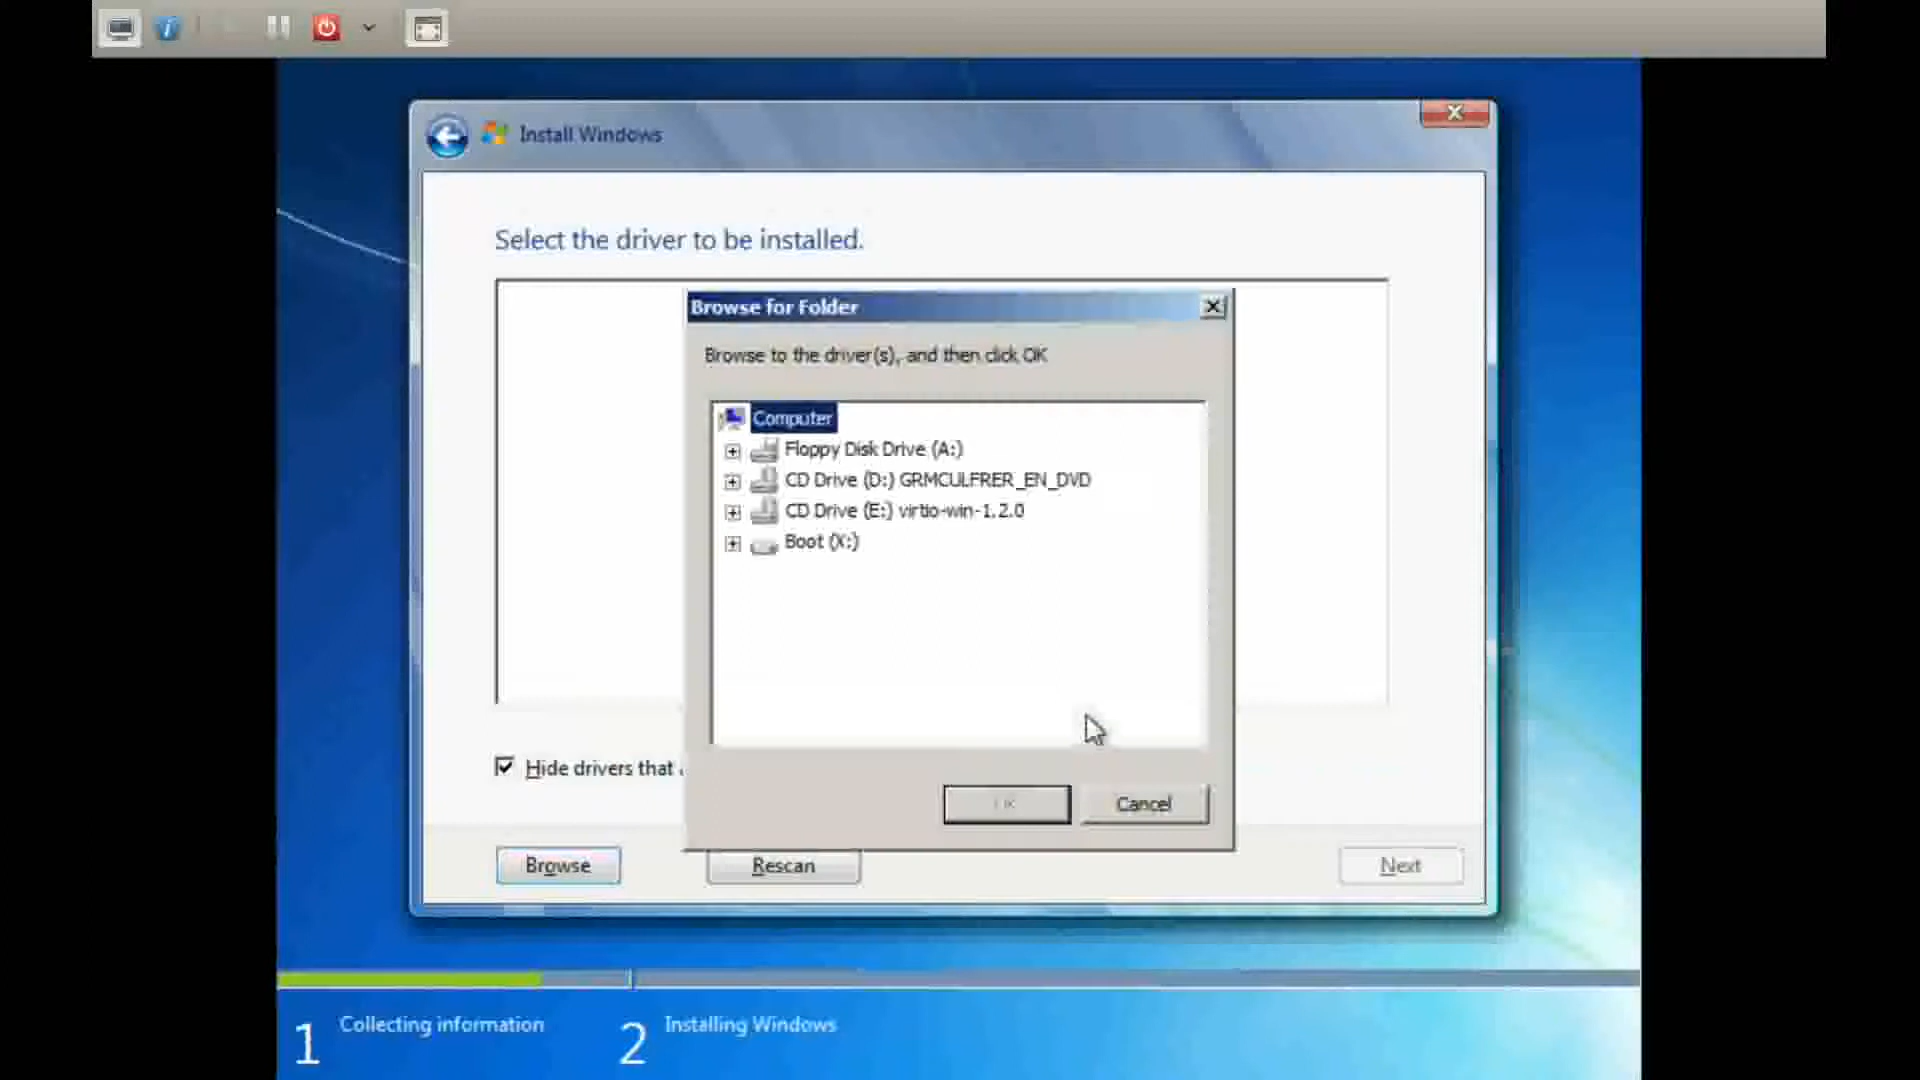 Install Windows
Select the driver to be installed.
Browse for Folder
Browse to the driver(s), and then click OK
Computer
Floppy Disk Drive (A:)
CD Drive (D:) GRMCULFRER_EN_DVD
CD Drive (E:) virtio-win-1.2.0
Boot (X:)
Hide drivers that
OK Cancel
Browse Rescan Next
1 Collecting information 2 Installing Windows